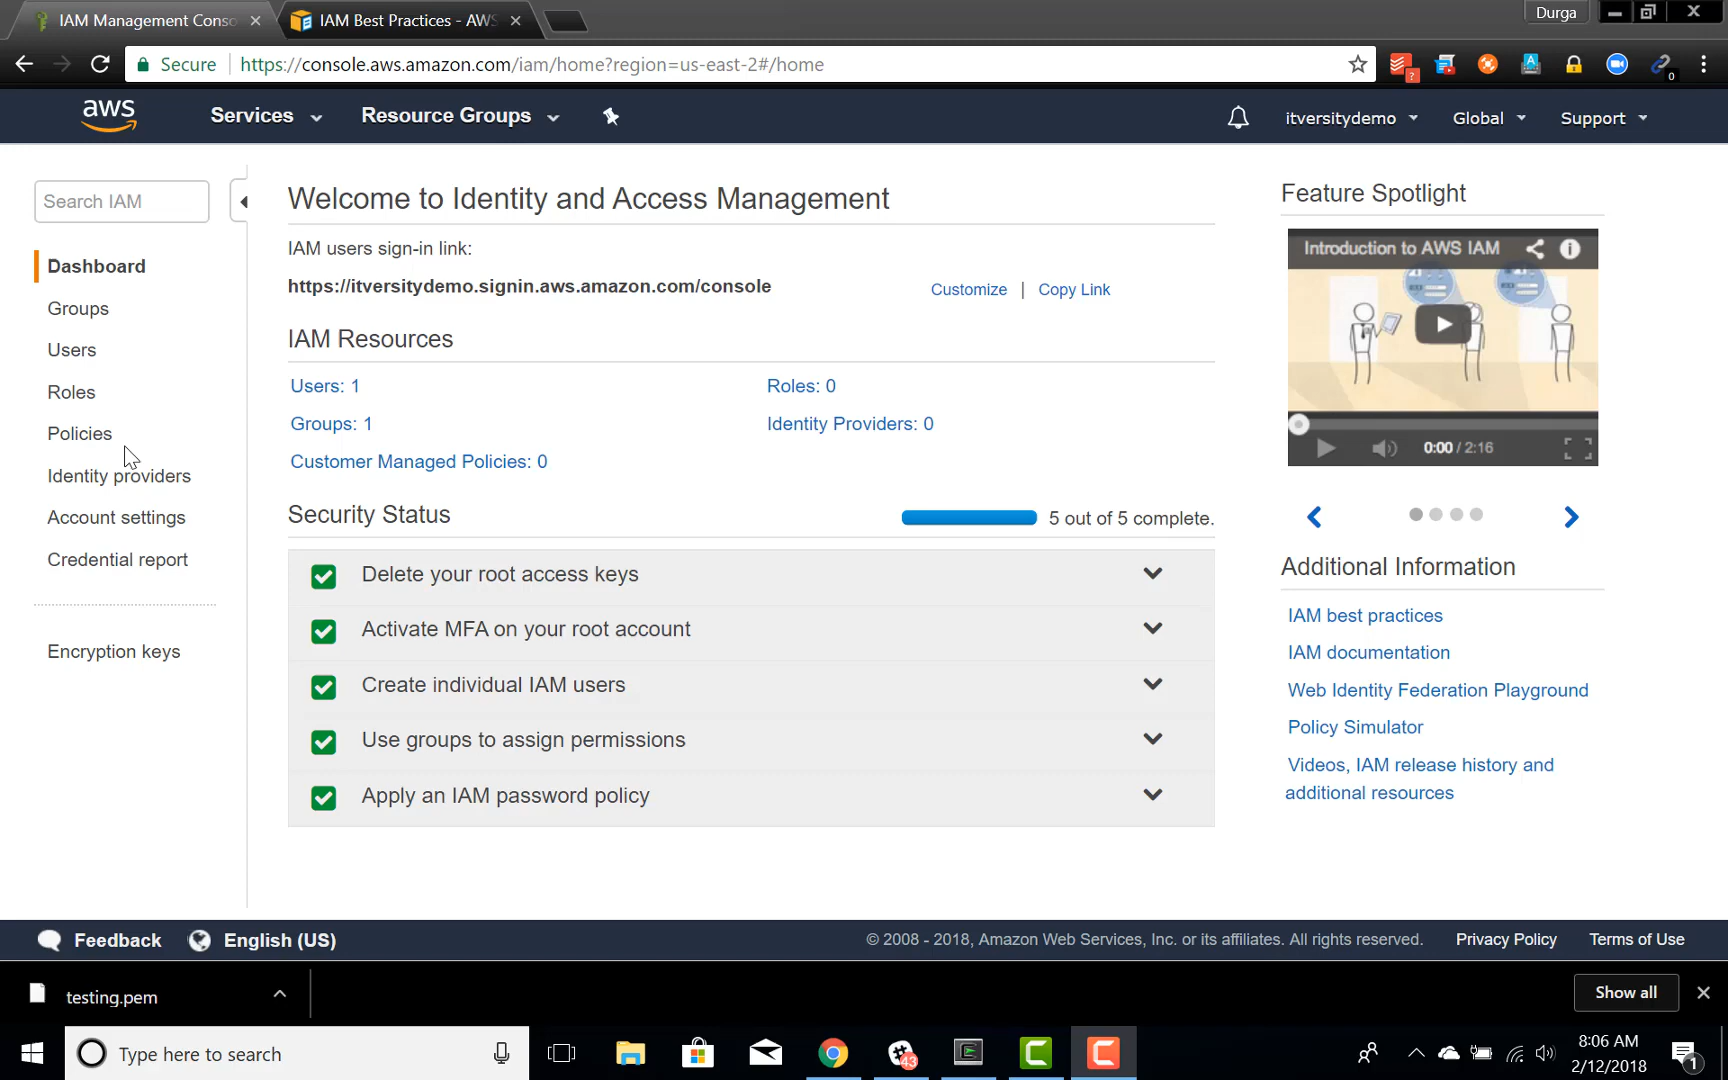 IAM Management Conso
IAM Best Practices - AWS
Durga
Secure
https://console.aws.amazon.com/iam/home?region=us-east-2#/home
?
A
0
aws
Services
Resource Groups
itversitydemo
Global
Support
Search IAM
Dashboard
Groups
Users
Roles
Policies
Identity providers
Account settings
Credential report
Encryption keys
Welcome to Identity and Access Management
IAM users sign-in link:
https://itversitydemo.signin.aws.amazon.com/console
Customize | Copy Link
IAM Resources
Users: 1
Roles: 0
Groups: 1
Identity Providers: 0
Customer Managed Policies: 0
Security Status
5 out of 5 complete.
Delete your root access keys
Activate MFA on your root account
Create individual IAM users
Use groups to assign permissions
Apply an IAM password policy
Feature Spotlight
Introduction to AWS IAM
0:00 / 2:16
Additional Information
IAM best practices
IAM documentation
Web Identity Federation Playground
Policy Simulator
Videos, IAM release history and
additional resources
Feedback
English (US)
© 2008 - 2018, Amazon Web Services, Inc. or its affiliates. All rights reserved.
Privacy Policy
Terms of Use
testing.pem
Show all
Type here to search
43
8:06 AM
2/12/2018
1